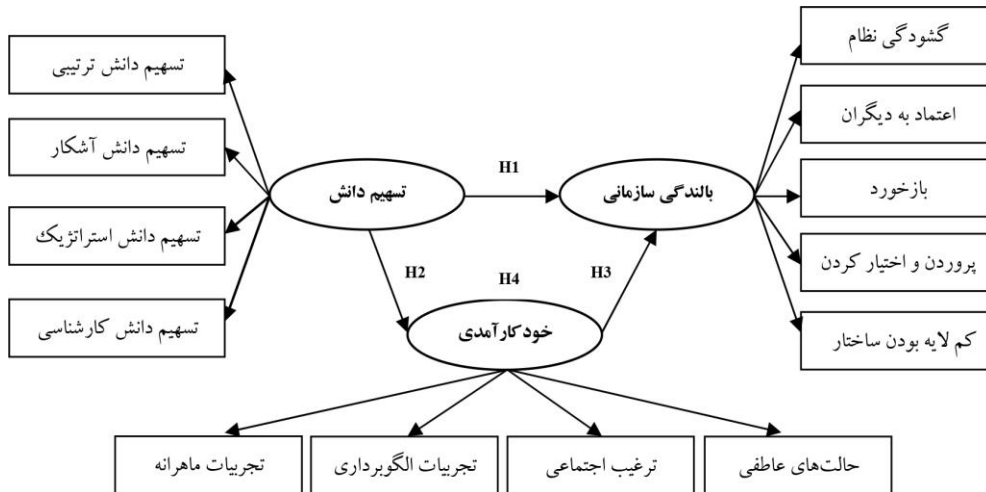 گشودگی نظام
اعتماد به دیگران
بازخورد
پروردن و اختیار کردن
کم لایه بودن ساختار
بالندگی سازمانی
H1
تسهیم دانش
تسهیم دانش ترتیبی
تسهیم دانش آشکار
تسهیم دانش استراتژیک
تسهیم دانش کارشناسی
H2
H4
H3
خودکارآمدی
حالت‌های عاطفی
ترغیب اجتماعی
تجربیات الگوبرداری
تجربیات ماهرانه